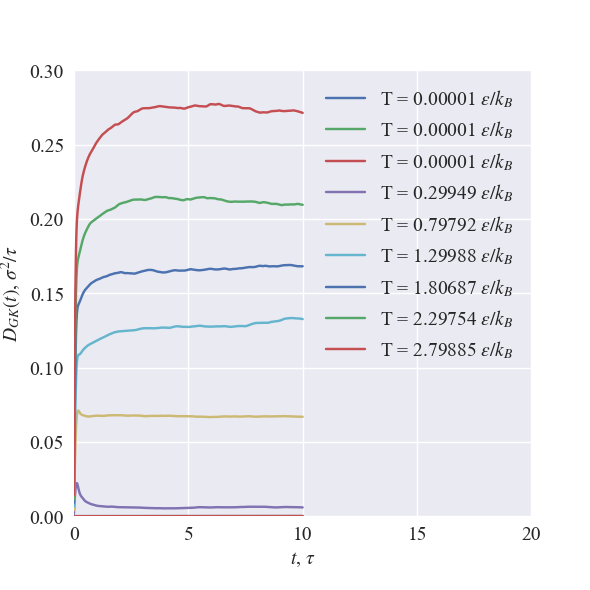 0.30
0.25
0.20
0.15
0.10
0.05
0.00
D_{GK}(t), σ²/τ
T = 0.00001 ε/k_B
T = 0.00001 ε/k_B
T = 0.00001 ε/k_B
T = 0.29949 ε/k_B
T = 0.79792 ε/k_B
T = 1.29988 ε/k_B
T = 1.80687 ε/k_B
T = 2.29754 ε/k_B
T = 2.79885 ε/k_B
0 5 10 15 20
t, τ